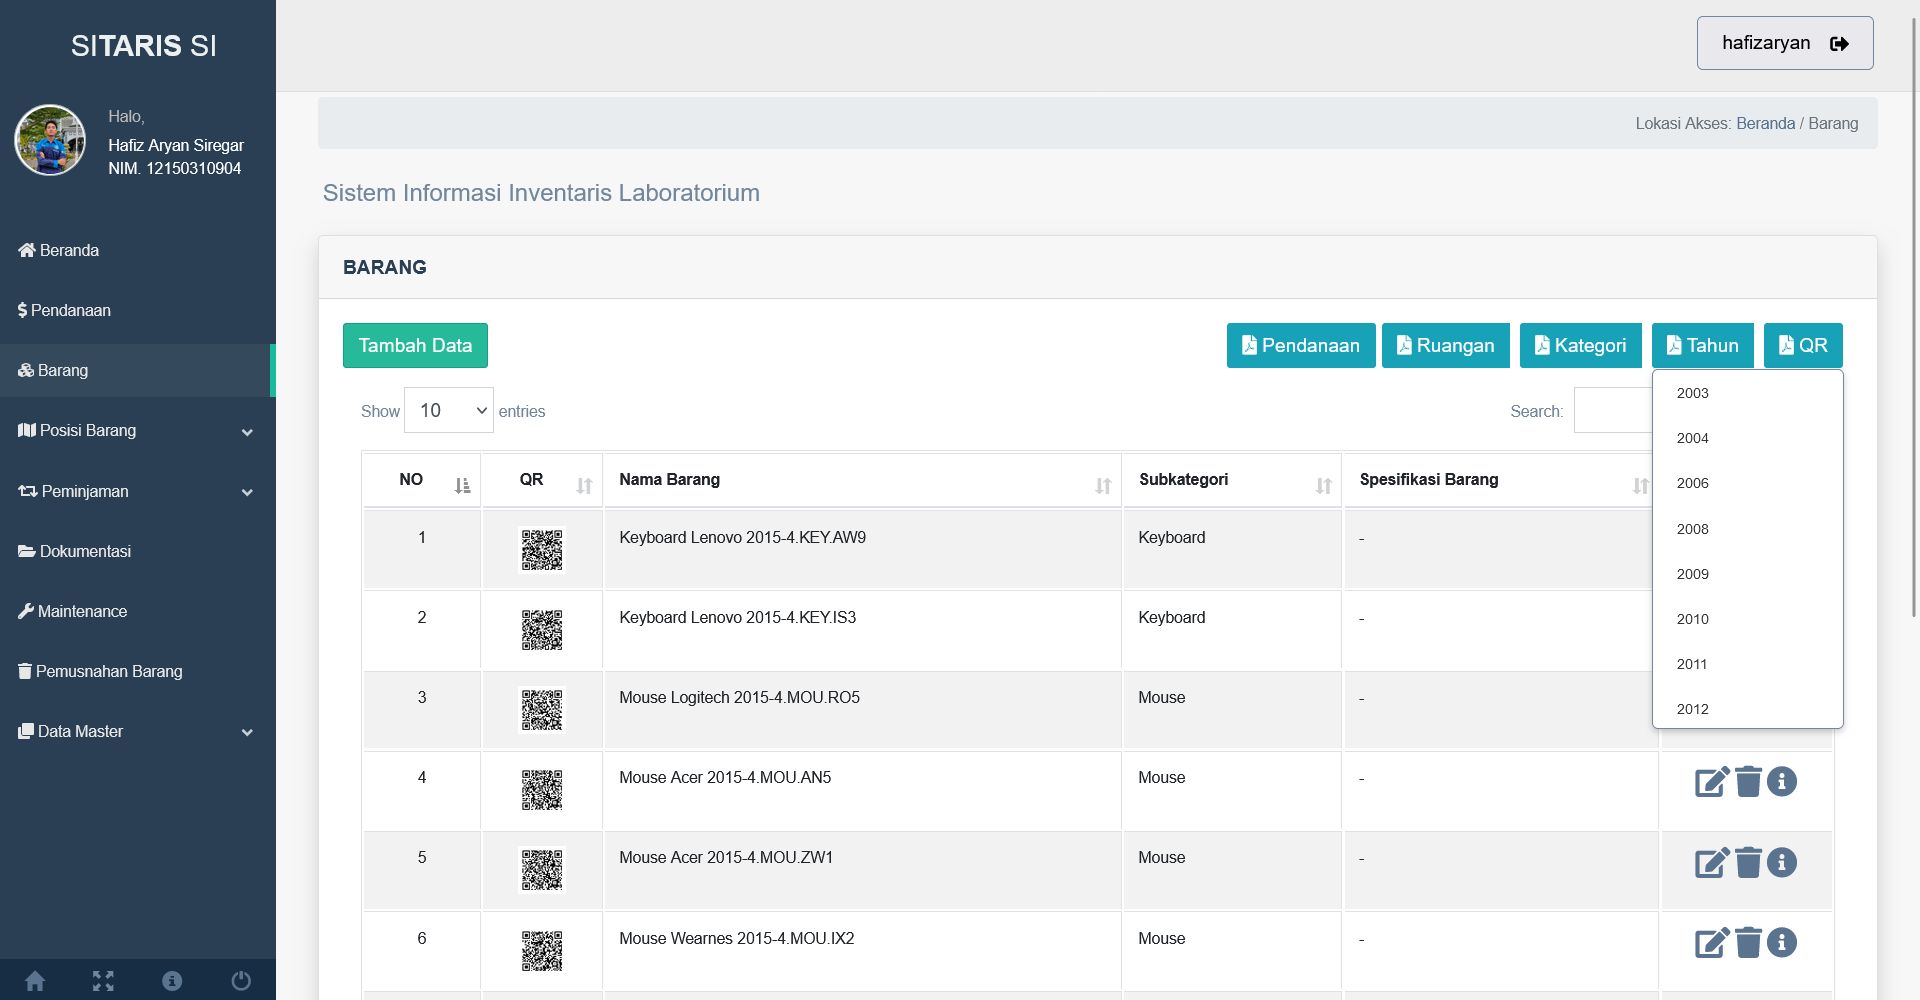 SITARIS SI
Halo,
Hafiz Aryan Siregar
NIM. 12150310904
Beranda
Pendanaan
Barang
Posisi Barang
Peminjaman
Dokumentasi
Maintenance
Pemusnahan Barang
Data Master
hafizaryan
Lokasi Akses: Beranda / Barang
Sistem Informasi Inventaris Laboratorium
BARANG
Tambah Data
Pendanaan
Ruangan
Kategori
Tahun
QR
2003
2004
2006
2008
2009
2010
2011
2012
Show 10 entries
Search:
NO QR Nama Barang Subkategori Spesifikasi Barang
1 Keyboard Lenovo 2015-4.KEY.AW9 Keyboard -
2 Keyboard Lenovo 2015-4.KEY.IS3 Keyboard -
3 Mouse Logitech 2015-4.MOU.RO5 Mouse -
4 Mouse Acer 2015-4.MOU.AN5 Mouse -
5 Mouse Acer 2015-4.MOU.ZW1 Mouse -
6 Mouse Wearnes 2015-4.MOU.IX2 Mouse -